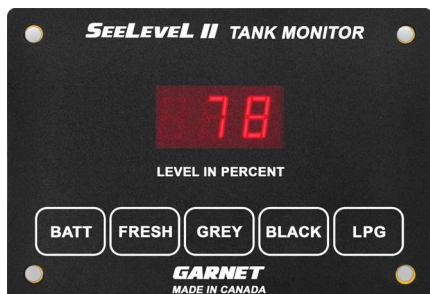 SEELEVEL II TANK MONITOR
78
LEVEL IN PERCENT
BATT FRESH GREY BLACK LPG
GARNET
MADE IN CANADA